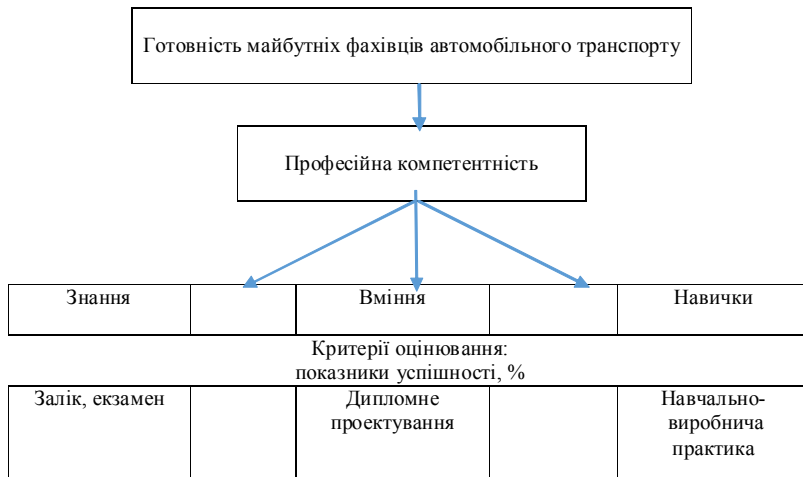 Готовність майбутніх фахівців автомобільного транспорту
Професійна компетентність
Знання Вміння Навички
Критерії оцінювання:
показники успішності, %
Залік, екзамен Дипломне Навчально-
проектування виробнича
практика